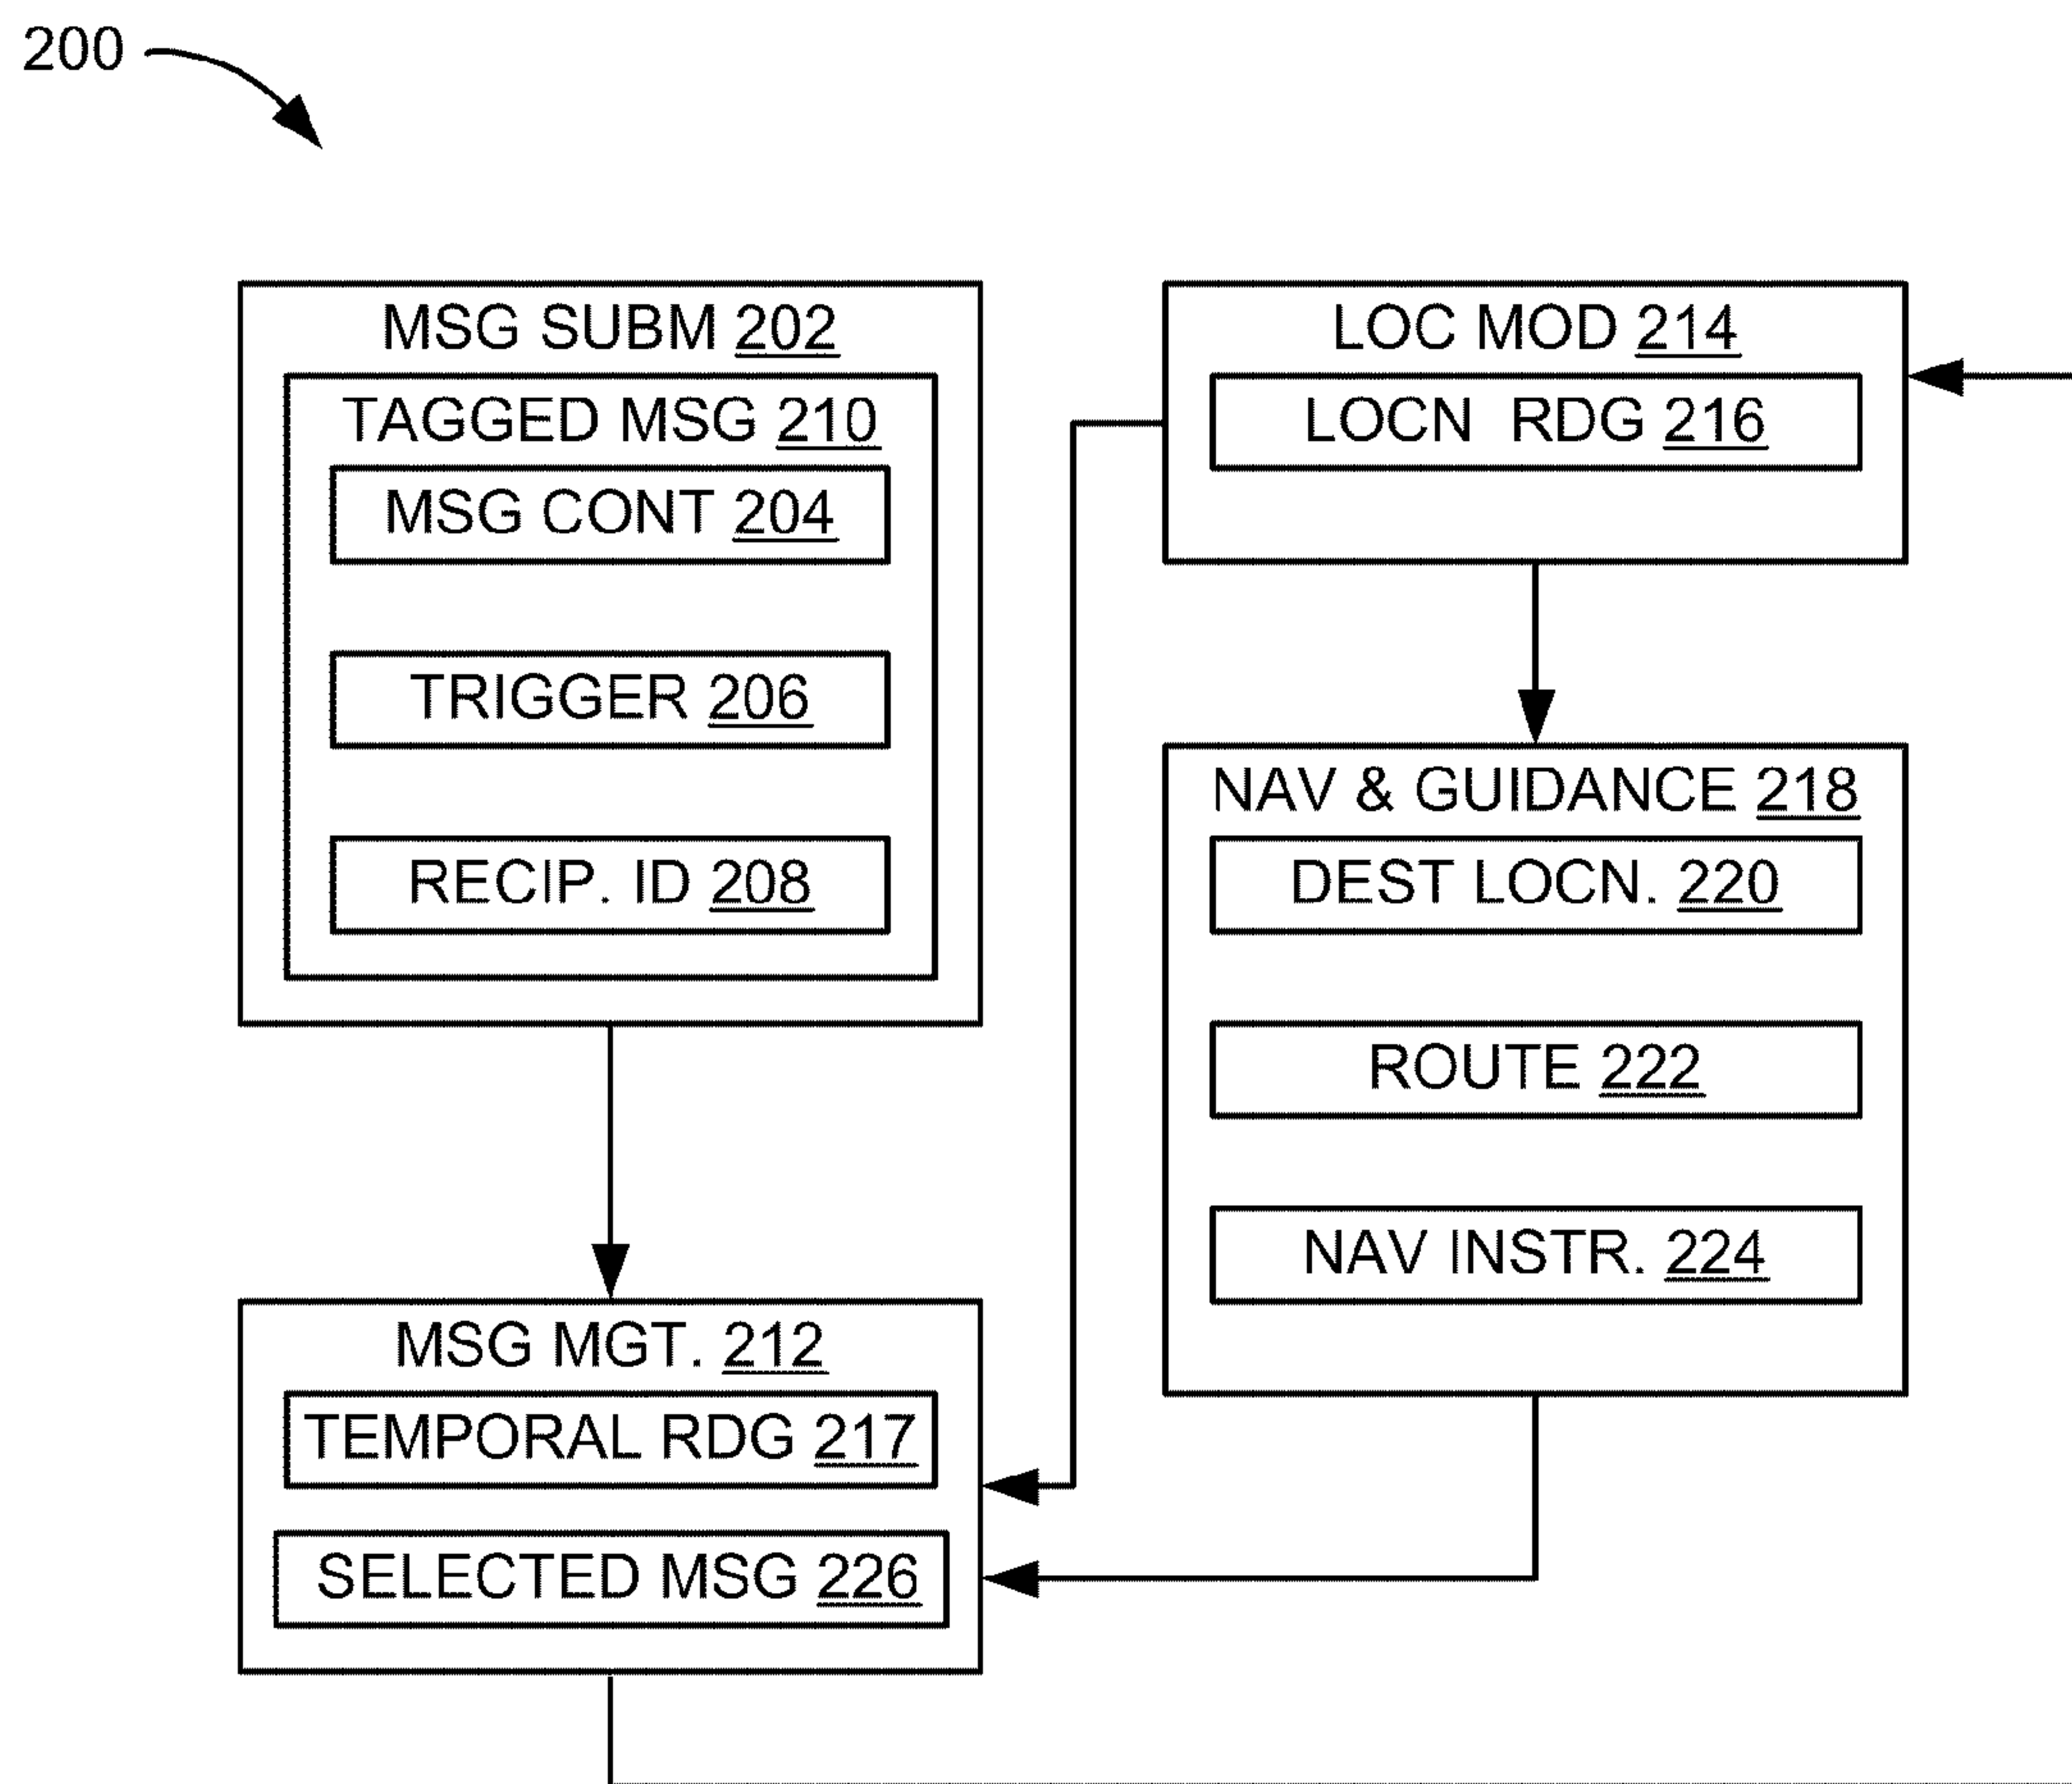 200
MSG SUBM 202
TAGGED MSG 210
MSG CONT 204
TRIGGER 206
RECIP. ID 208
MSG MGT. 212
TEMPORAL RDG 217
SELECTED MSG 226
LOC MOD 214
LOCN RDG 216
NAV & GUIDANCE 218
DEST LOCN. 220
ROUTE 222
NAV INSTR. 224